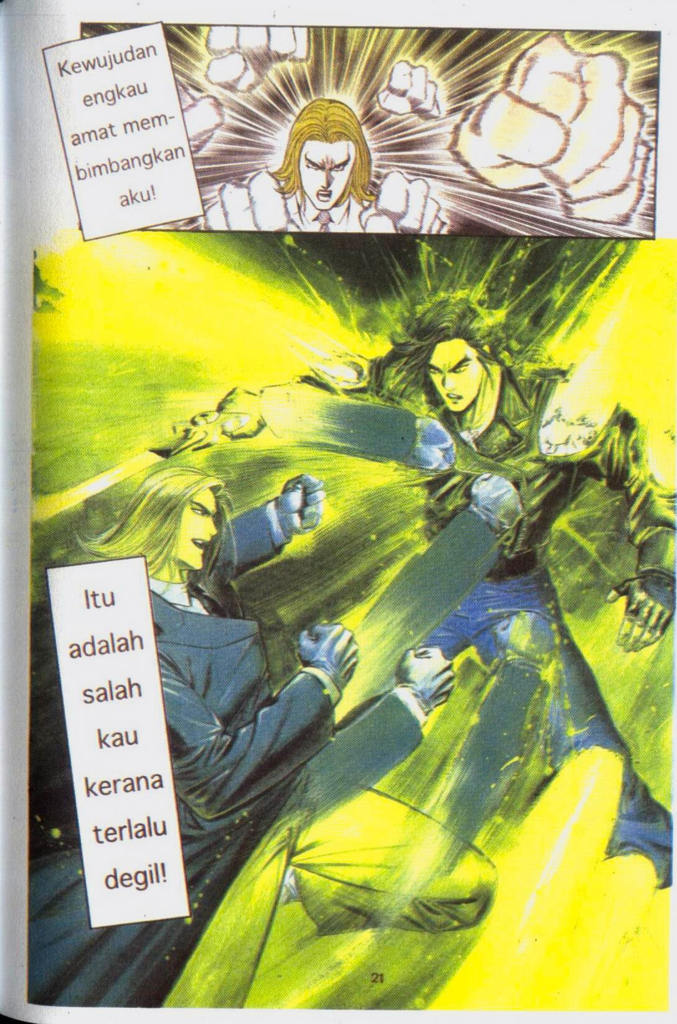 Kewujudan
engkau
amat mem-
bimbangkan
aku!
Itu
adalah
salah
kau
kerana
terlalu
degil!
21